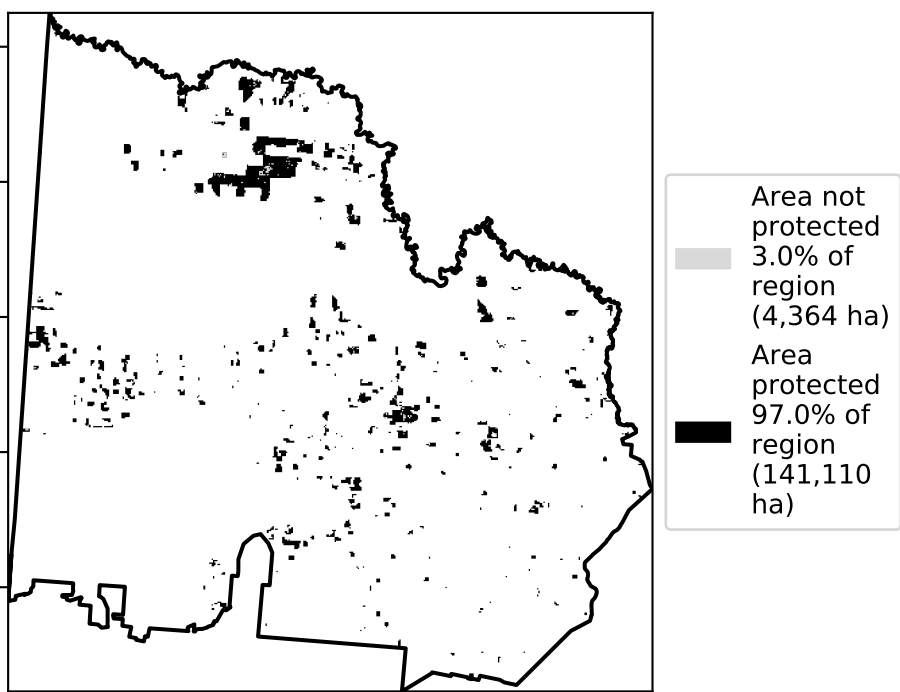 Area not
protected
3.0% of
region
(4,364 ha)
Area
protected
97.0% of
region
(141,110
ha)